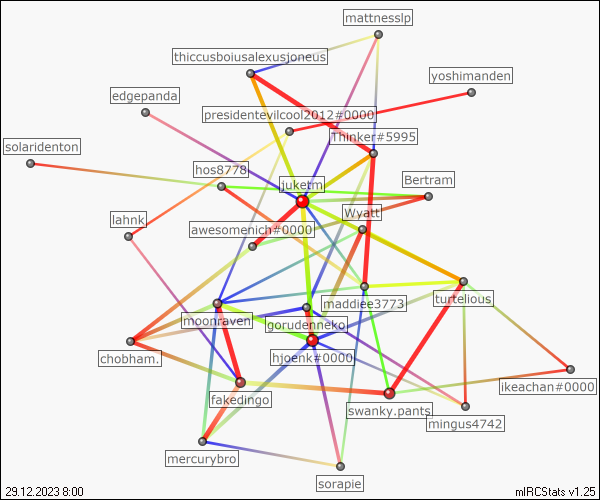 mattnesslp
thiccusboiusalexusjoneus
yoshimanden
edgepanda
presidentevilcool2012#0000
Thinker#5995
solaridenton
hos8778
juketm
Bertram
lahnk
Wyatt
awesomenich#0000
maddiee3773
turtelious
moonraven
gorudenneko
chobham.
hjoenk#0000
ikeachan#0000
fakedingo
swanky.pants
mingus4742
mercurybro
sorapie
29.12.2023 8:00
mIRCStats v1.25